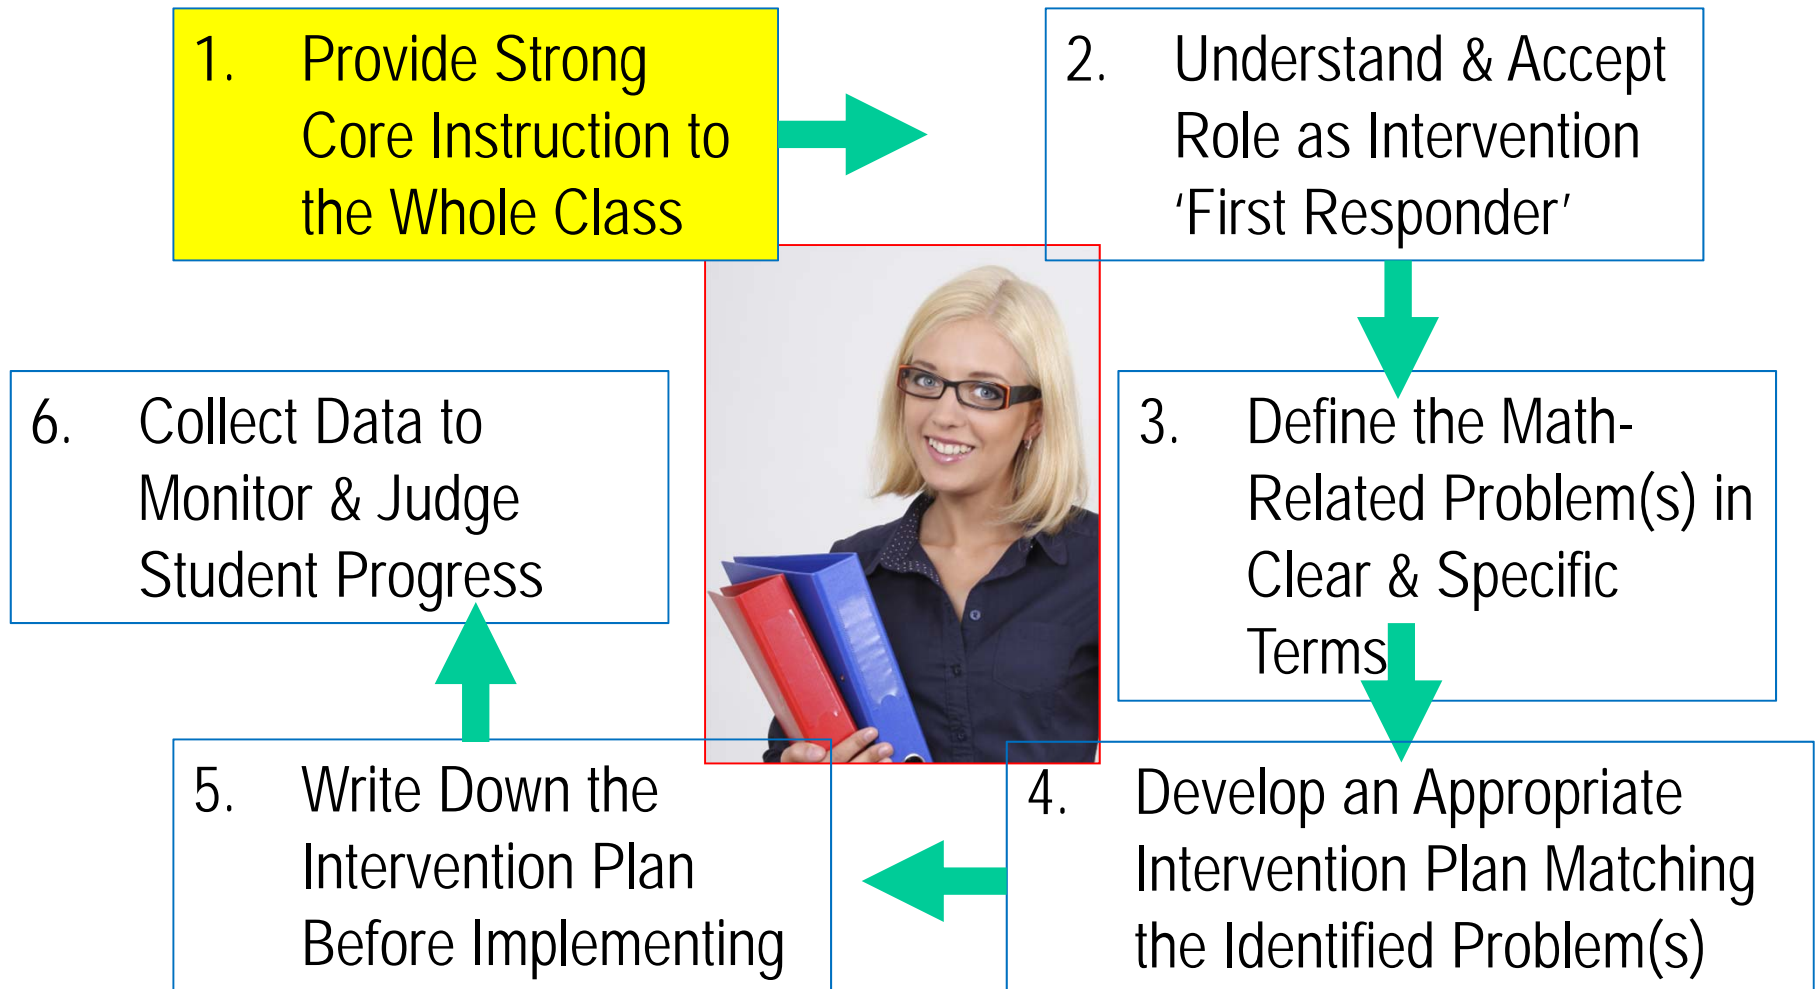 1. Provide Strong
Core Instruction to
the Whole Class
2. Understand & Accept
Role as Intervention
‘First Responder’
3. Define the Math-
Related Problem(s) in
Clear & Specific
Terms
4. Develop an Appropriate
Intervention Plan Matching
the Identified Problem(s)
5. Write Down the
Intervention Plan
Before Implementing
6. Collect Data to
Monitor & Judge
Student Progress